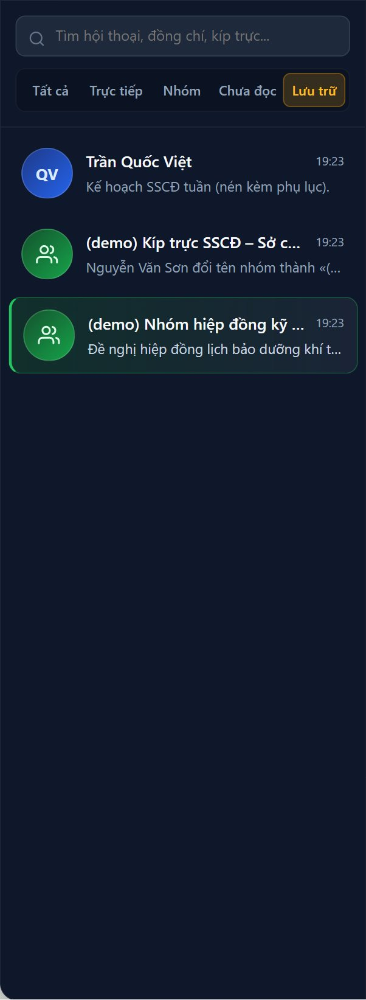 Tìm hội thoại, đồng chí, kíp trực...
Tất cả Trực tiếp Nhóm Chưa đọc Lưu trữ
QV
Trần Quốc Việt 19:23
Kế hoạch SSCĐ tuần (nén kèm phụ lục).
(demo) Kíp trực SSCĐ – Sở c... 19:23
Nguyễn Văn Sơn đổi tên nhóm thành «(...
(demo) Nhóm hiệp đồng kỹ ... 19:23
Đề nghị hiệp đồng lịch bảo dưỡng khí t...